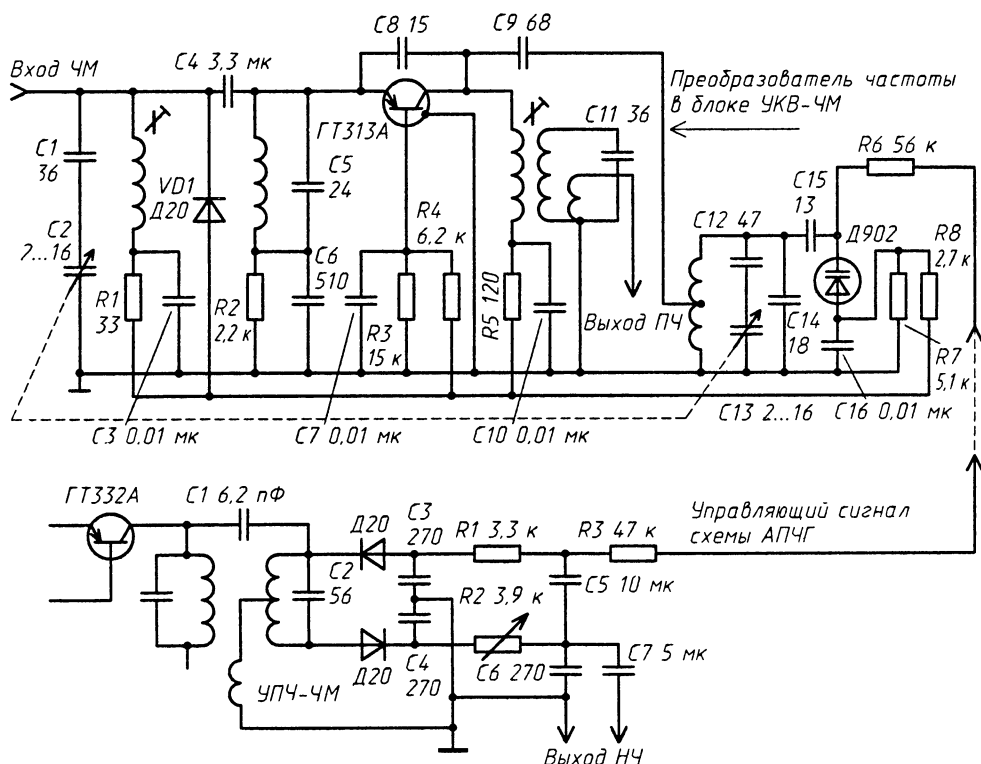 С8 15
С9 68
Вход ЧМ
С4 3,3 мк
Преобразователь частоты
в блоке УКВ-ЧМ
ГТ313А
С11 36
R6 56 к
С1
36
VD1
Д20
С5
24
С15
13
С2
2...16
R4
6,2 к
С12 47
Д902
R8
2,7 к
С6
510
R1
33
R2
2,2 к
R3
15 к
R5 120
Выход ПЧ
С14
18
R7
5,1 к
С3 0,01 мк
С7 0,01 мк
С10 0,01 мк
С13 2...16
С16 0,01 мк
ГТ332А
С1 6,2 пФ
Д20
С3
270
R1 3,3 к
R3 47 к
Управляющий сигнал
схемы АПЧГ
С2
56
R2 3,9 к
С5 10 мк
Д20
С4
270
С6 270
С7 5 мк
УПЧ-ЧМ
Выход НЧ